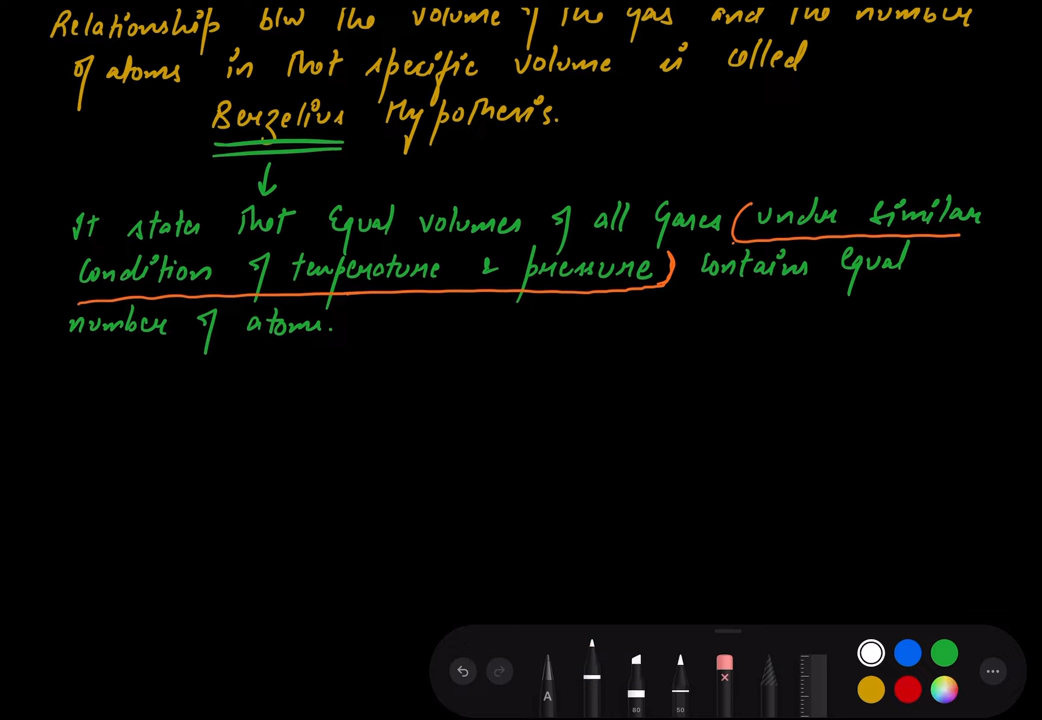 Relationship b/w the volume of the gas and the number
of atoms in that specific volume is called
Berzelius Hypothesis.
It states that Equal volumes of all Gases (under similar
condition of temperature & pressure) contains equal
number of atoms.
A
80
50